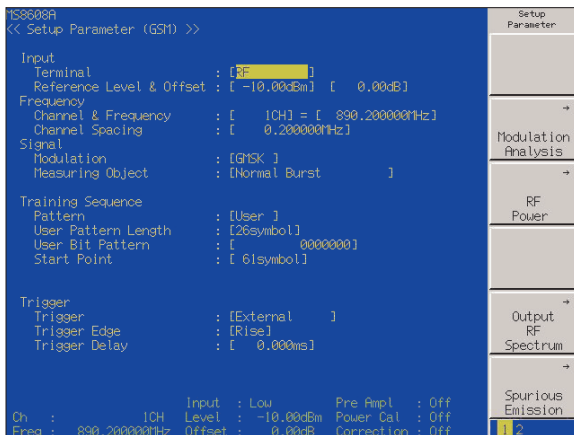 MS8608A
<< Setup Parameter (GSM) >>
Input
Terminal : [RF ]
Reference Level & Offset : [ -10.00dBm] [ 0.00dB]
Frequency
Channel & Frequency : [ 1CH] = [ 890.200000MHz]
Channel Spacing : [ 0.200000MHz]
Signal
Modulation : [GMSK ]
Measuring Object : [Normal Burst ]
Training Sequence
Pattern : [User ]
User Pattern Length : [26symbol]
User Bit Pattern : [ 0000000]
Start Point : [ 61symbol]
Trigger
Trigger : [External ]
Trigger Edge : [Rise]
Trigger Delay : [ 0.000ms]
Input : Low Pre Ampl : Off
Ch : 1CH Level : -10.00dBm Power Cal : Off
Freq : 890.200000MHz Offset : 0.00dB Correction : Off
Setup
Parameter
→
Modulation
Analysis
→
RF
Power
→
Output
RF
Spectrum
→
Spurious
Emission
1 2